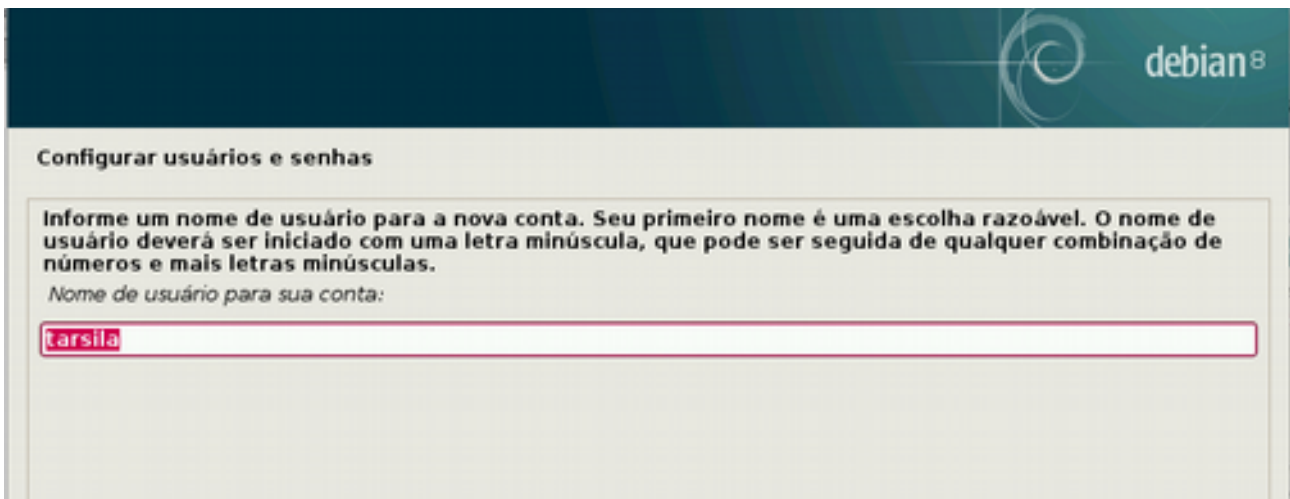 debian 8
Configurar usuários e senhas
Informe um nome de usuário para a nova conta. Seu primeiro nome é uma escolha razoável. O nome de
usuário deverá ser iniciado com uma letra minúscula, que pode ser seguida de qualquer combinação de
números e mais letras minúsculas.
Nome de usuário para sua conta:
tarsila